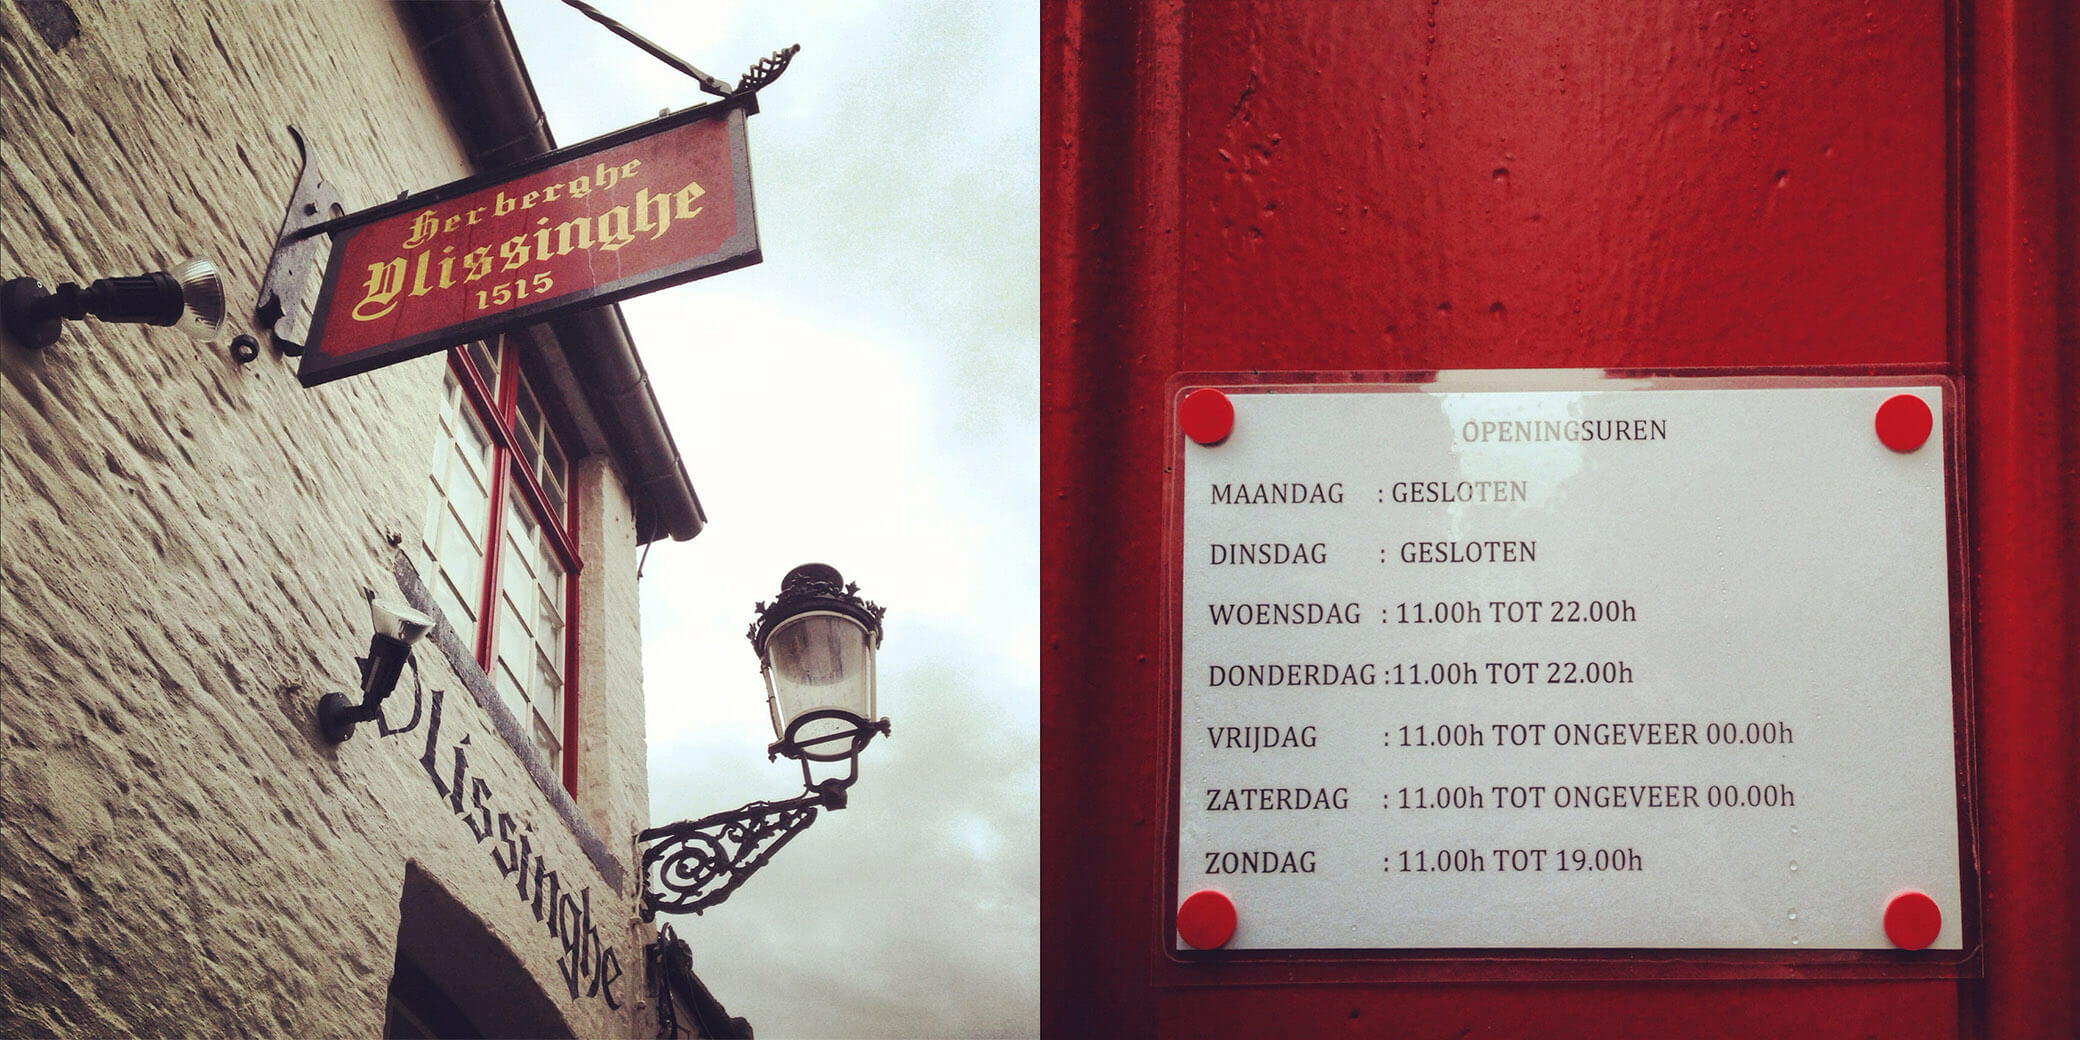 Herberghe
Vlissinghe
1515
Vlissinghe
OPENINGSUREN
MAANDAG : GESLOTEN
DINSDAG : GESLOTEN
WOENSDAG : 11.00h TOT 22.00h
DONDERDAG :11.00h TOT 22.00h
VRIJDAG : 11.00h TOT ONGEVEER 00.00h
ZATERDAG : 11.00h TOT ONGEVEER 00.00h
ZONDAG : 11.00h TOT 19.00h